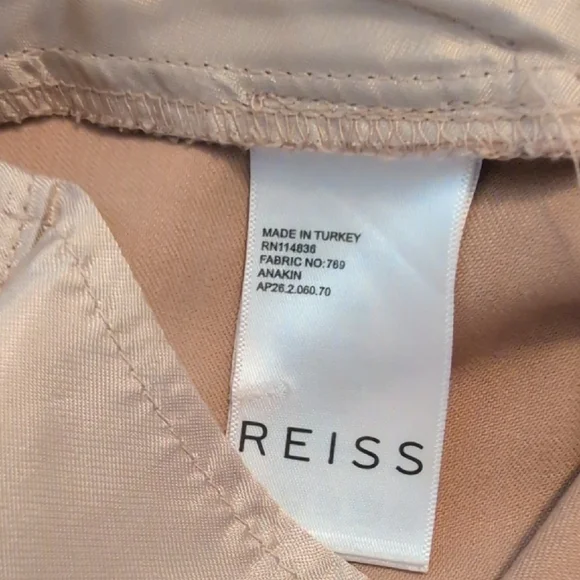 MADE IN TURKEY
RN114836
FABRIC NO:769
ANAKIN
AP26.2.060.70
REISS